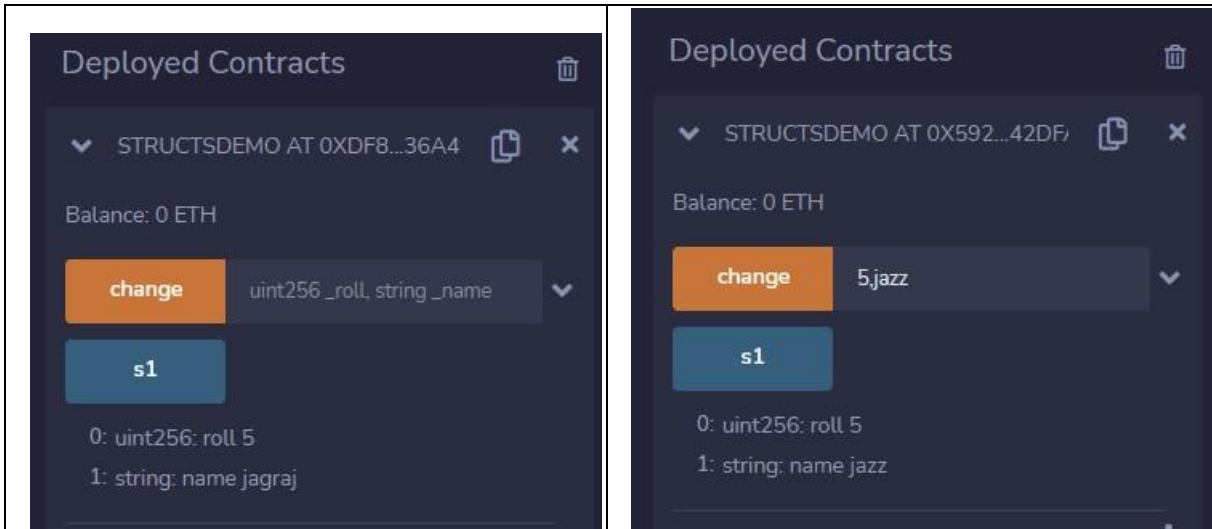 Deployed Contracts
STRUCTSDEMO AT 0XDF8...36A4
Balance: 0 ETH
change uint256 _roll, string _name
s1
0: uint256: roll 5
1: string: name jagraj
Deployed Contracts
STRUCTSDEMO AT 0X592...42DFA
Balance: 0 ETH
change 5,jazz
s1
0: uint256: roll 5
1: string: name jazz